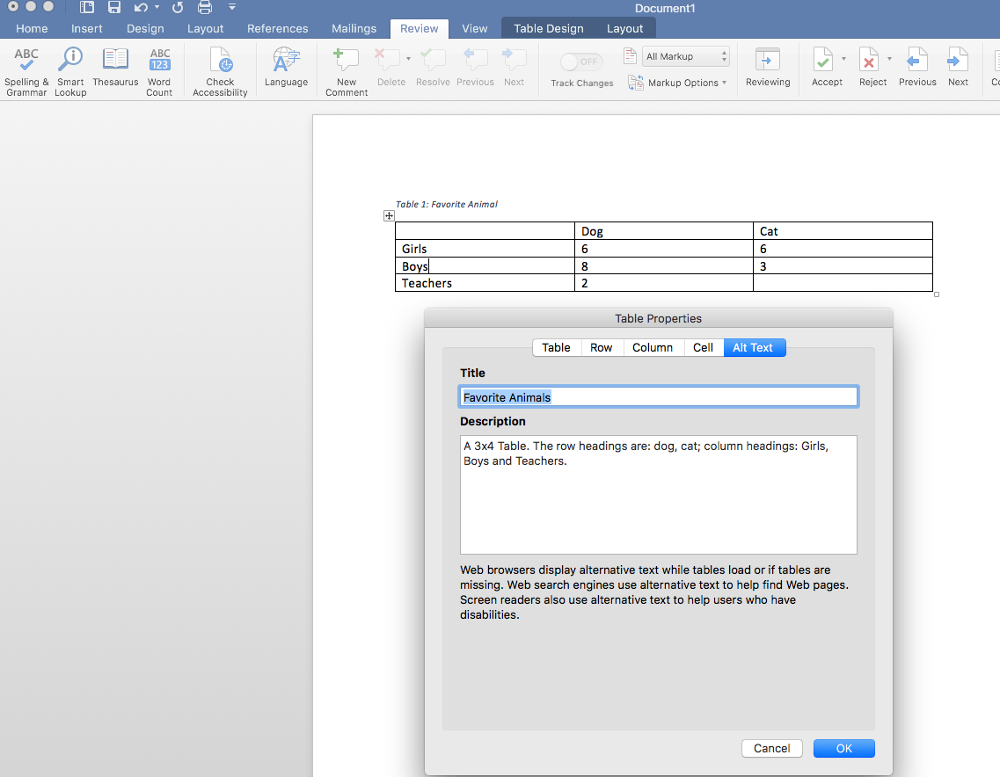 Document1
Home Insert Design Layout References Mailings Review View Table Design Layout
ABC ABC 123 A字 OFF All Markup
Spelling & Grammar Smart Lookup Thesaurus Word Count Check Accessibility Language New Comment Delete Resolve Previous Next Track Changes Markup Options Reviewing Accept Reject Previous Next
Table 1: Favorite Animal
Dog Cat
Girls 6 6
Boys 8 3
Teachers 2
Table Properties
Table Row Column Cell Alt Text
Title
Favorite Animals
Description
A 3x4 Table. The row headings are: dog, cat; column headings: Girls,
Boys and Teachers.
Web browsers display alternative text while tables load or if tables are
missing. Web search engines use alternative text to help find Web pages.
Screen readers also use alternative text to help users who have
disabilities.
Cancel OK